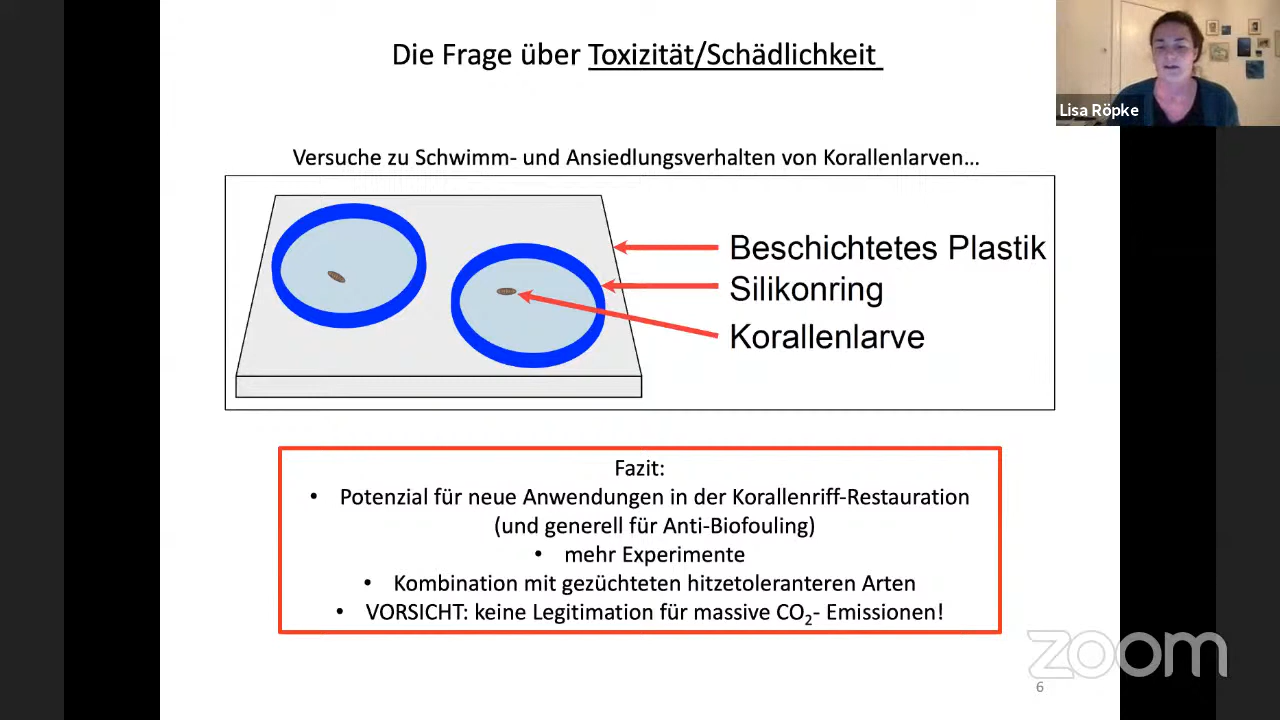 Die Frage über Toxizität/Schädlichkeit
Lisa Röpke
Versuche zu Schwimm- und Ansiedlungsverhalten von Korallenlarven...
Beschichtetes Plastik
Silikonring
Korallenlarve
Fazit:
• Potenzial für neue Anwendungen in der Korallenriff-Restauration
(und generell für Anti-Biofouling)
• mehr Experimente
• Kombination mit gezüchteten hitzetoleranteren Arten
• VORSICHT: keine Legitimation für massive CO₂- Emissionen!
zoom
6